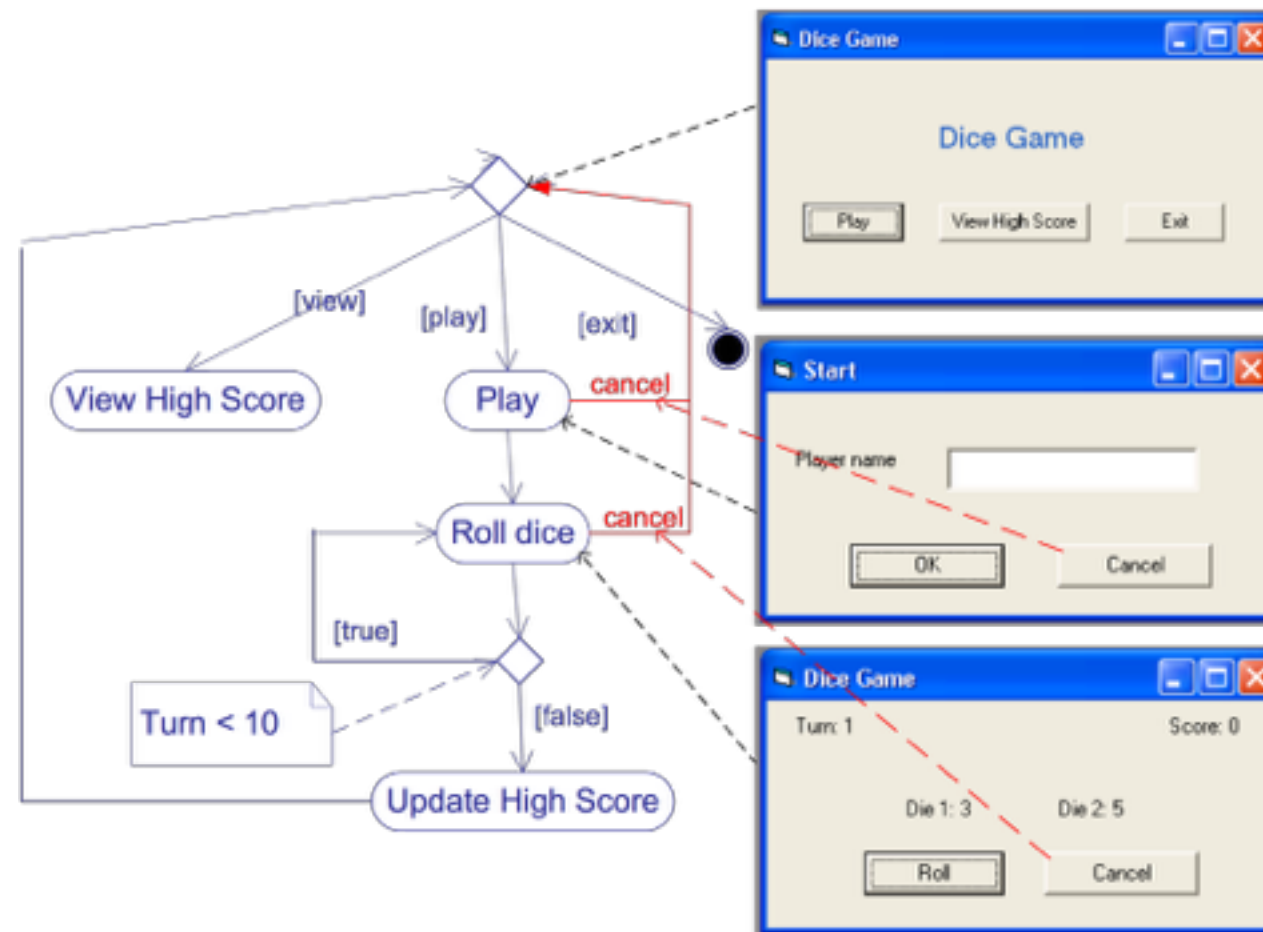 [view]
[play]
[exit]
View High Score
Play
cancel
Roll dice
cancel
[true]
Turn < 10
[false]
Update High Score
Dice Game
Dice Game
Play
View High Score
Exit
Start
Player name
OK
Cancel
Dice Game
Turn: 1
Score: 0
Die 1: 3
Die 2: 5
Roll
Cancel